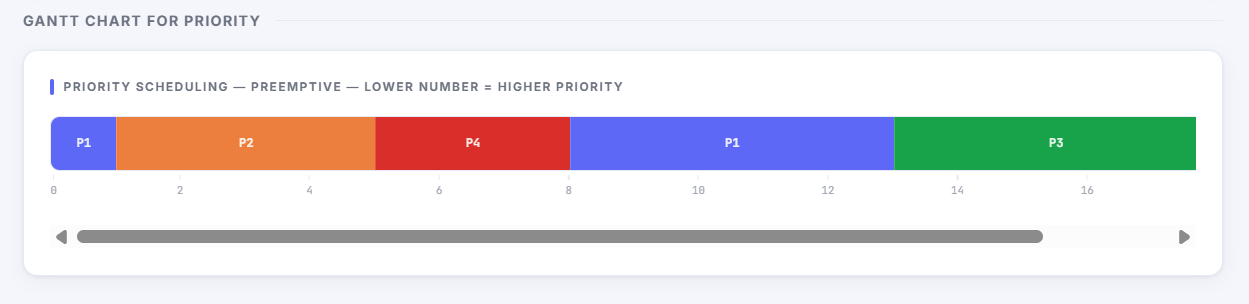 GANTT CHART FOR PRIORITY
PRIORITY SCHEDULING — PREEMPTIVE — LOWER NUMBER = HIGHER PRIORITY
P1 P2 P4 P1 P3
0 2 4 6 8 10 12 14 16